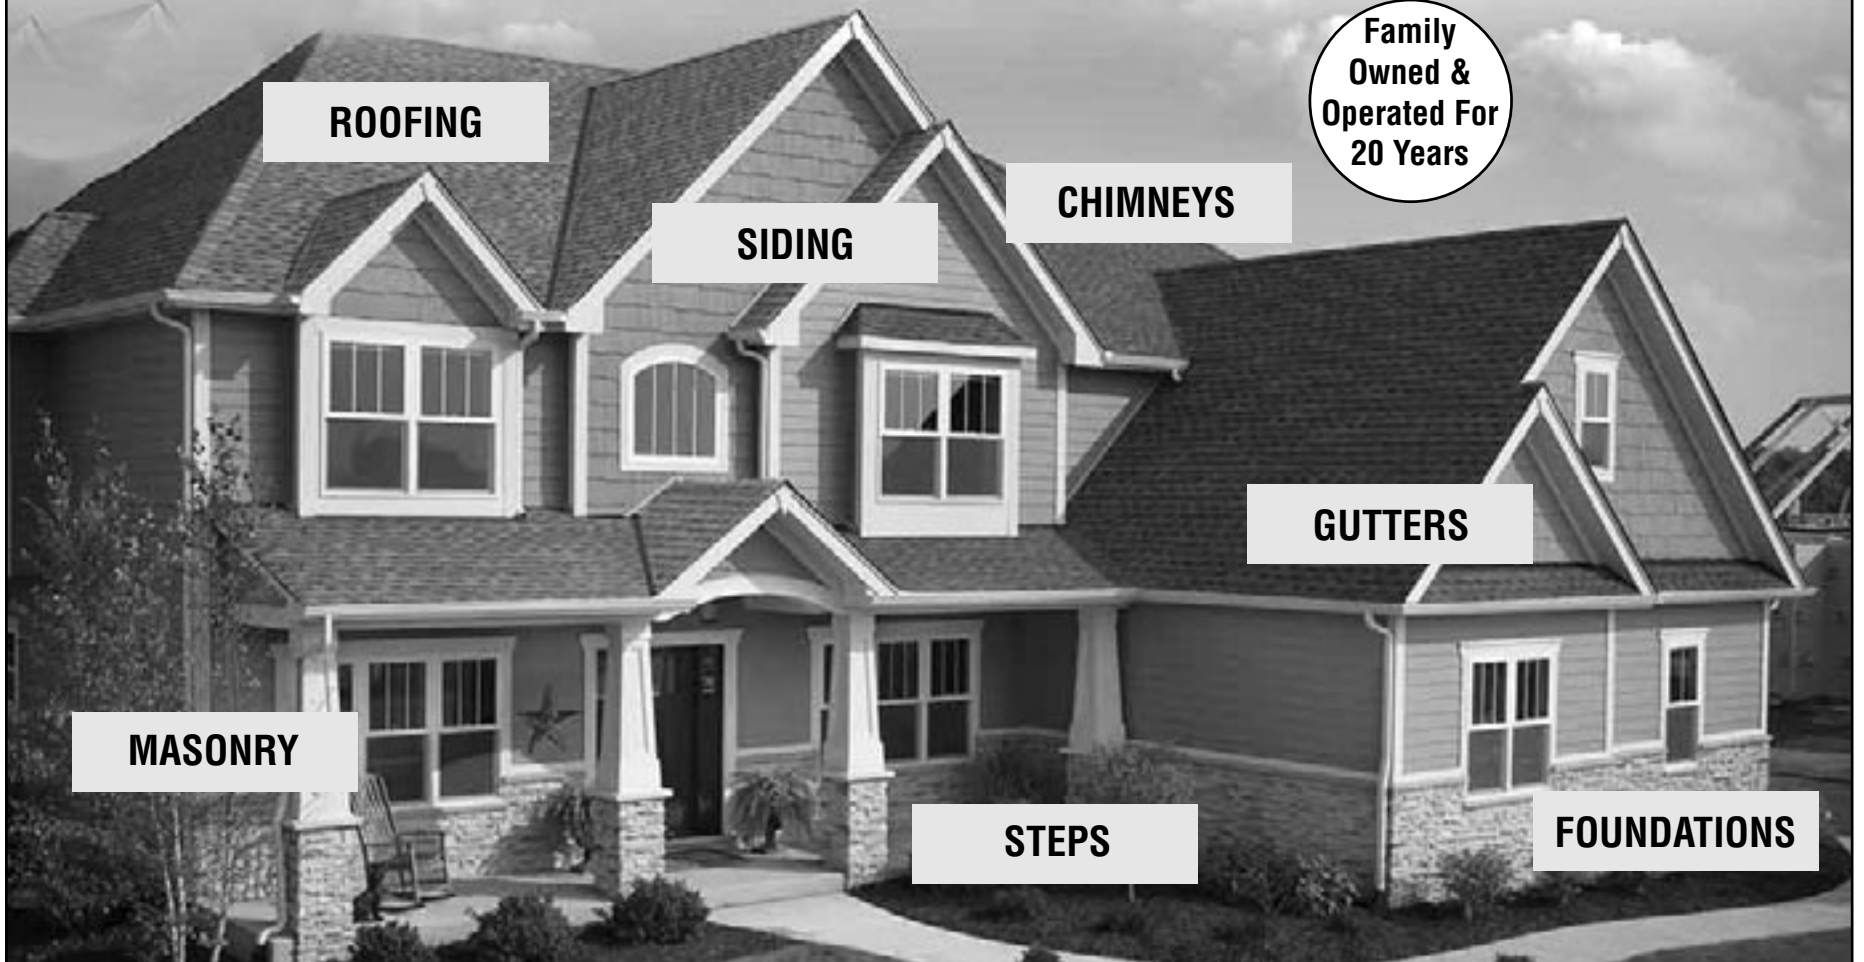 Family
Owned &
Operated For
20 Years
ROOFING
CHIMNEYS
SIDING
GUTTERS
MASONRY
STEPS
FOUNDATIONS